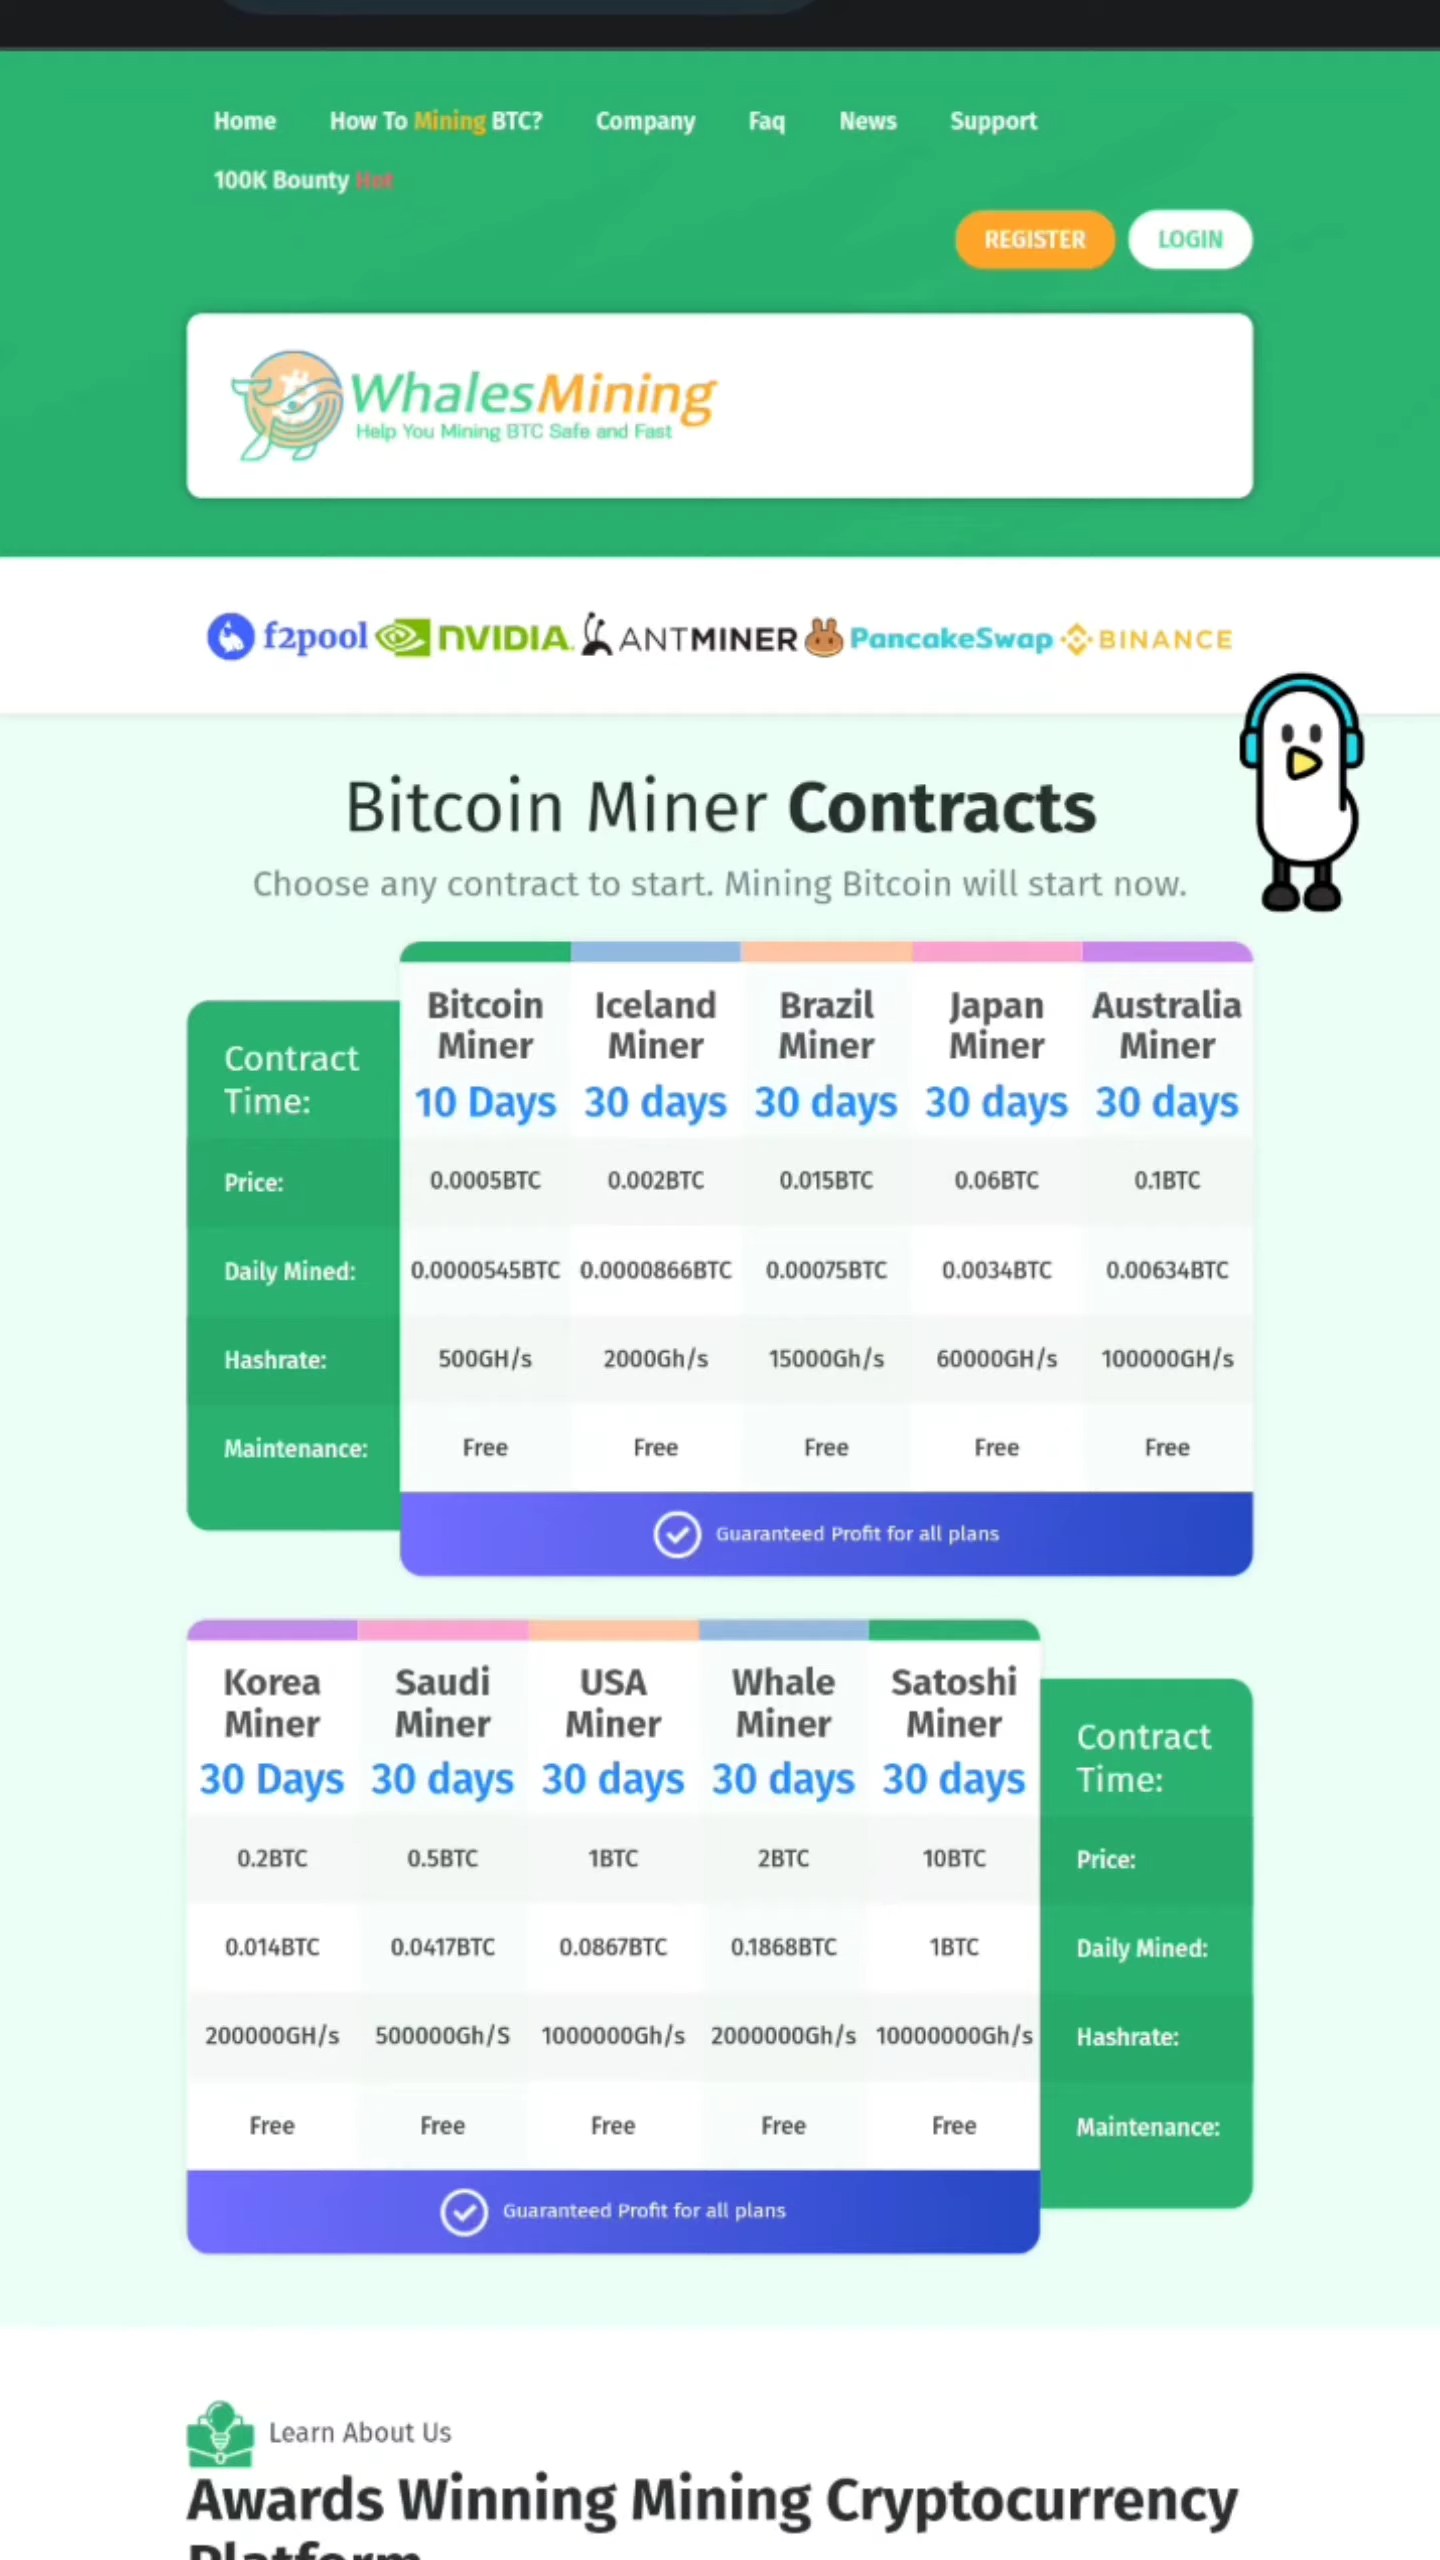 Home How To Mining BTC? Company Faq News Support
100K Bounty Hot
REGISTER LOGIN
WhalesMining
Help You Mining BTC Safe and Fast
f2pool NVIDIA. ANTMINER PancakeSwap BINANCE
Bitcoin Miner Contracts
Choose any contract to start. Mining Bitcoin will start now.
Contract Time: Bitcoin Miner 10 Days Iceland Miner 30 days Brazil Miner 30 days Japan Miner 30 days Australia Miner 30 days
Price: 0.0005BTC 0.002BTC 0.015BTC 0.06BTC 0.1BTC
Daily Mined: 0.0000545BTC 0.0000866BTC 0.00075BTC 0.0034BTC 0.00634BTC
Hashrate: 500GH/s 2000Gh/s 15000Gh/s 60000GH/s 100000GH/s
Maintenance: Free Free Free Free Free
Guaranteed Profit for all plans
Korea Miner 30 Days Saudi Miner 30 days USA Miner 30 days Whale Miner 30 days Satoshi Miner 30 days Contract Time:
0.2BTC 0.5BTC 1BTC 2BTC 10BTC Price:
0.014BTC 0.0417BTC 0.0867BTC 0.1868BTC 1BTC Daily Mined:
200000GH/s 500000Gh/S 1000000Gh/s 2000000Gh/s 10000000Gh/s Hashrate:
Free Free Free Free Free Maintenance:
Guaranteed Profit for all plans
Learn About Us
Awards Winning Mining Cryptocurrency
Platform